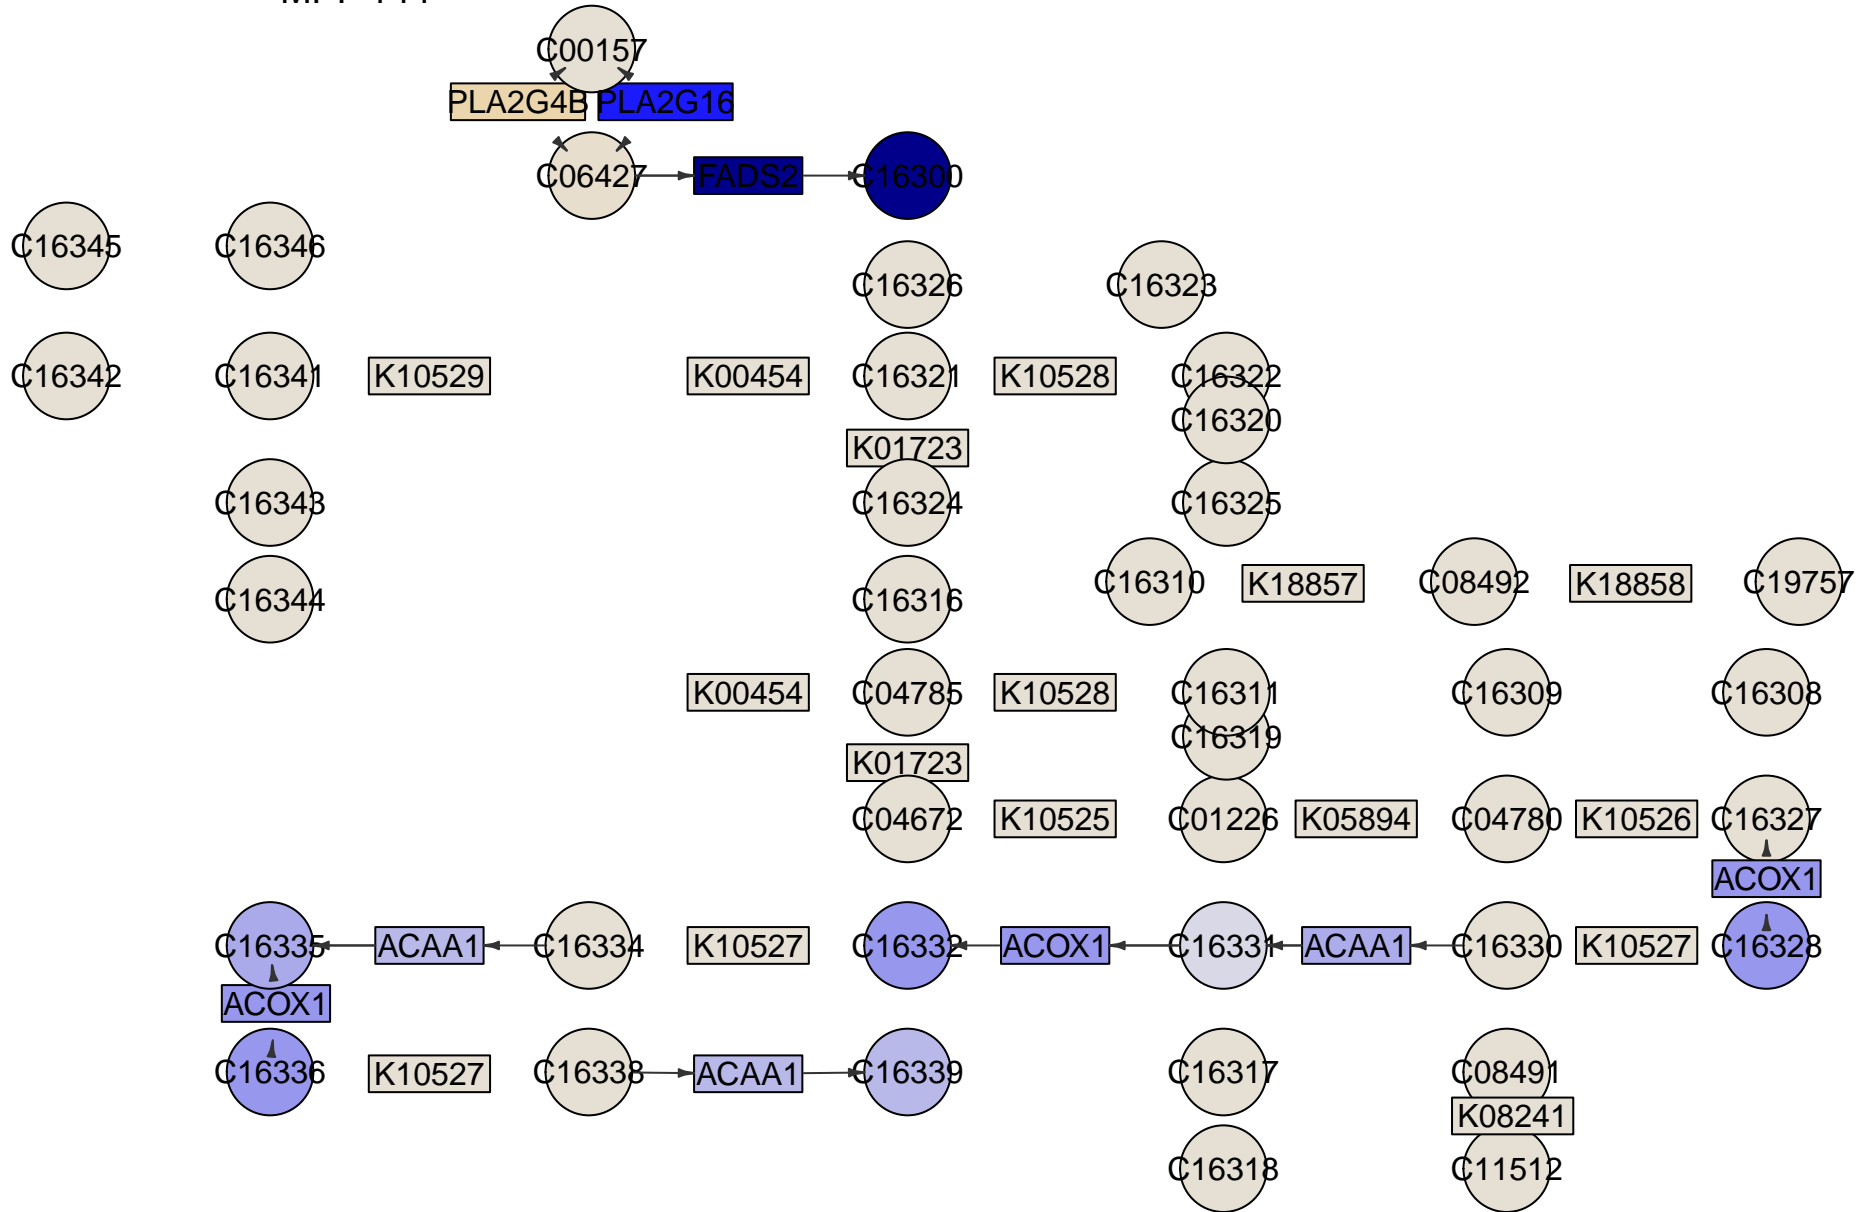 C00157
PLA2G4B PLA2G16
C06427 FADS2 C16300
C16345 C16346
C16326 C16323
C16342 C16341 K10529 K00454 C16321 K10528 C16322
C16320
K01723
C16343 C16324 C16325
C16310 K18857 C08492 K18858 C19757
C16344 C16316
K00454 C04785 K10528 C16311 C16309 C16308
C16319
K01723
C04672 K10525 C01226 K05894 C04780 K10526 C16327
ACOX1
C16335 ACAA1 C16334 K10527 C16332 ACOX1 C16331 ACAA1 C16330 K10527 C16328
ACOX1
C16336 K10527 C16338 ACAA1 C16339 C16317 C08491
K08241
C16318 C11512